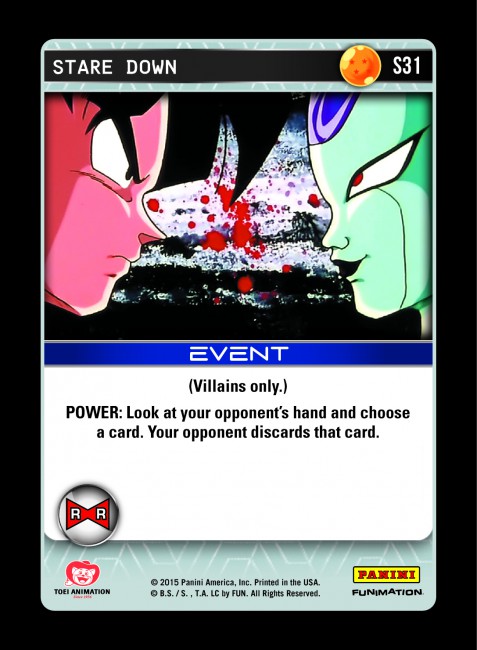 STARE DOWN
S31
EVENT
(Villains only.)
POWER: Look at your opponent's hand and choose
a card. Your opponent discards that card.
R R
TOEI ANIMATION
Since 1956
© 2015 Panini America, Inc. Printed in the USA.
© B.S. / S. , T.A. LC by FUN. All Rights Reserved.
PANINI
FUNIMATION